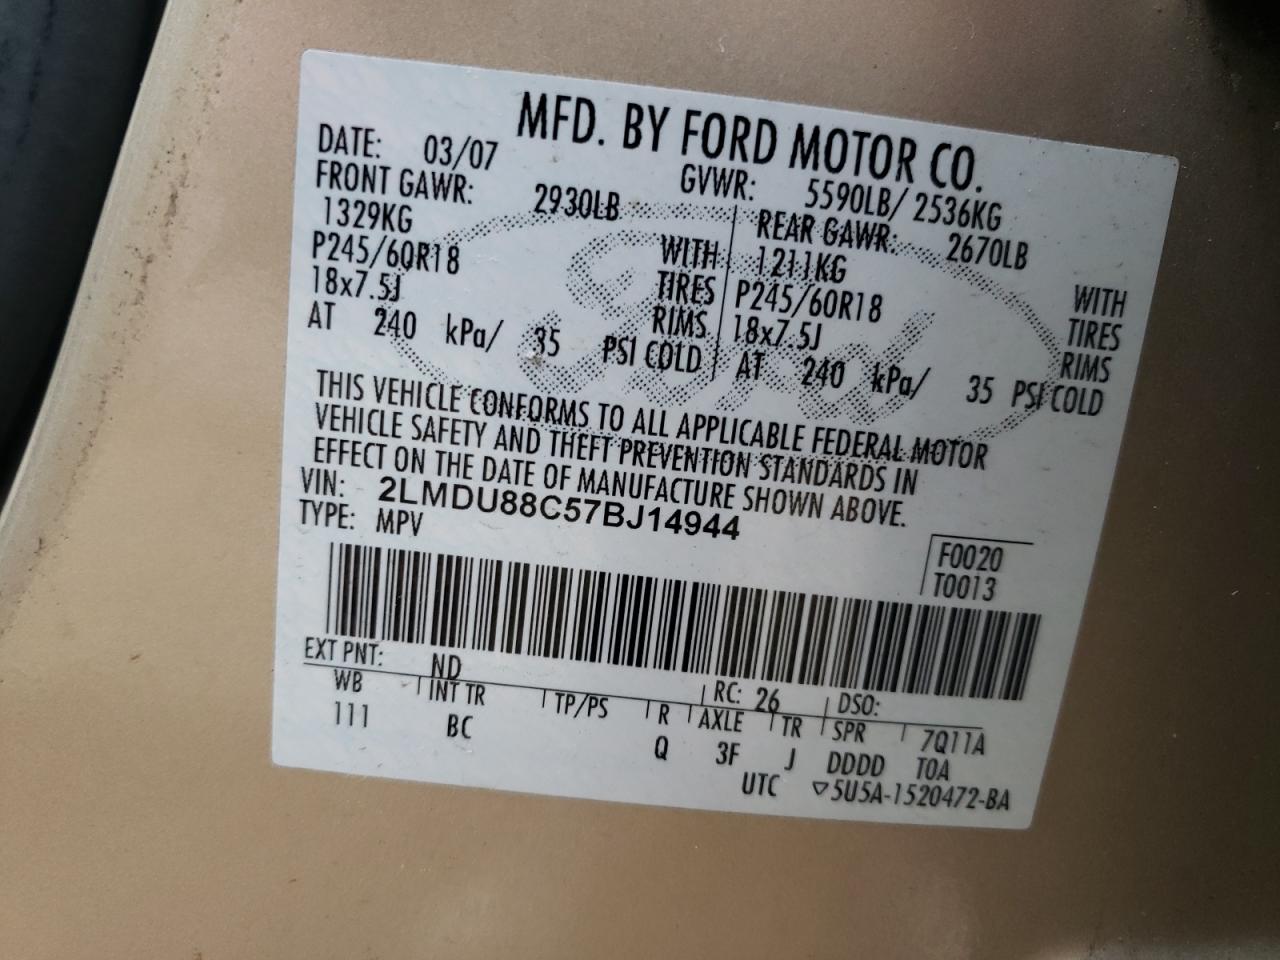 MFD. BY FORD MOTOR CO.
DATE: 03/07 GVWR: 5590LB/ 2536KG
FRONT GAWR: 2930LB REAR GAWR: 2670LB
1329KG WITH 1211KG WITH
P245/60R18 TIRES P245/60R18 TIRES
18x7.5J RIMS 18x7.5J RIMS
AT 240 kPa/ 35 PSI COLD AT 240 kPa/ 35 PSI COLD
THIS VEHICLE CONFORMS TO ALL APPLICABLE FEDERAL MOTOR
VEHICLE SAFETY AND THEFT PREVENTION STANDARDS IN
EFFECT ON THE DATE OF MANUFACTURE SHOWN ABOVE.
VIN: 2LMDU88C57BJ14944
TYPE: MPV
F0020
T0013
EXT PNT: ND RC: 26 DSO:
WB INT TR TP/PS R AXLE TR SPR 7Q11A
111 BC Q 3F J DDDD T0A
UTC ▽5U5A-1520472-BA
Ford